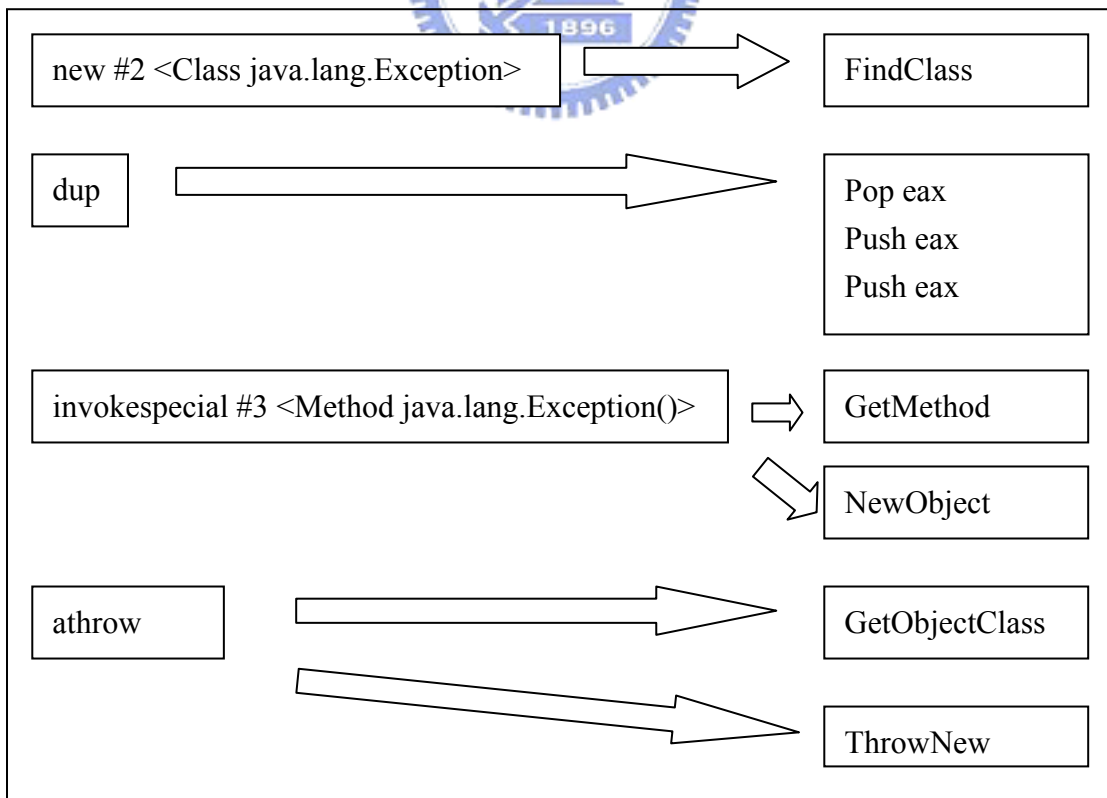 1896
new #2 <Class java.lang.Exception>
FindClass
dup
Pop eax
Push eax
Push eax
invokespecial #3 <Method java.lang.Exception()>
GetMethod
NewObject
athrow
GetObjectClass
ThrowNew